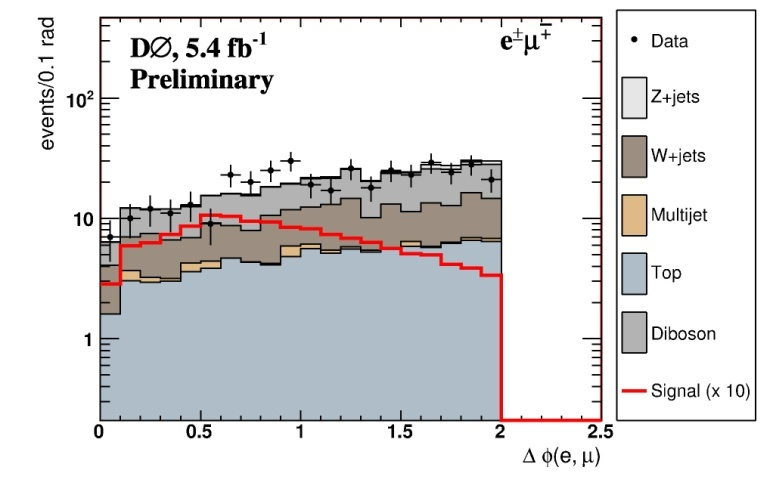 events/0.1 rad
DØ, 5.4 fb⁻¹
Preliminary
e±μ∓
10²
10
1
0 0.5 1 1.5 2 2.5
Δ ϕ(e, μ)
Data
Z+jets
W+jets
Multijet
Top
Diboson
Signal (x 10)